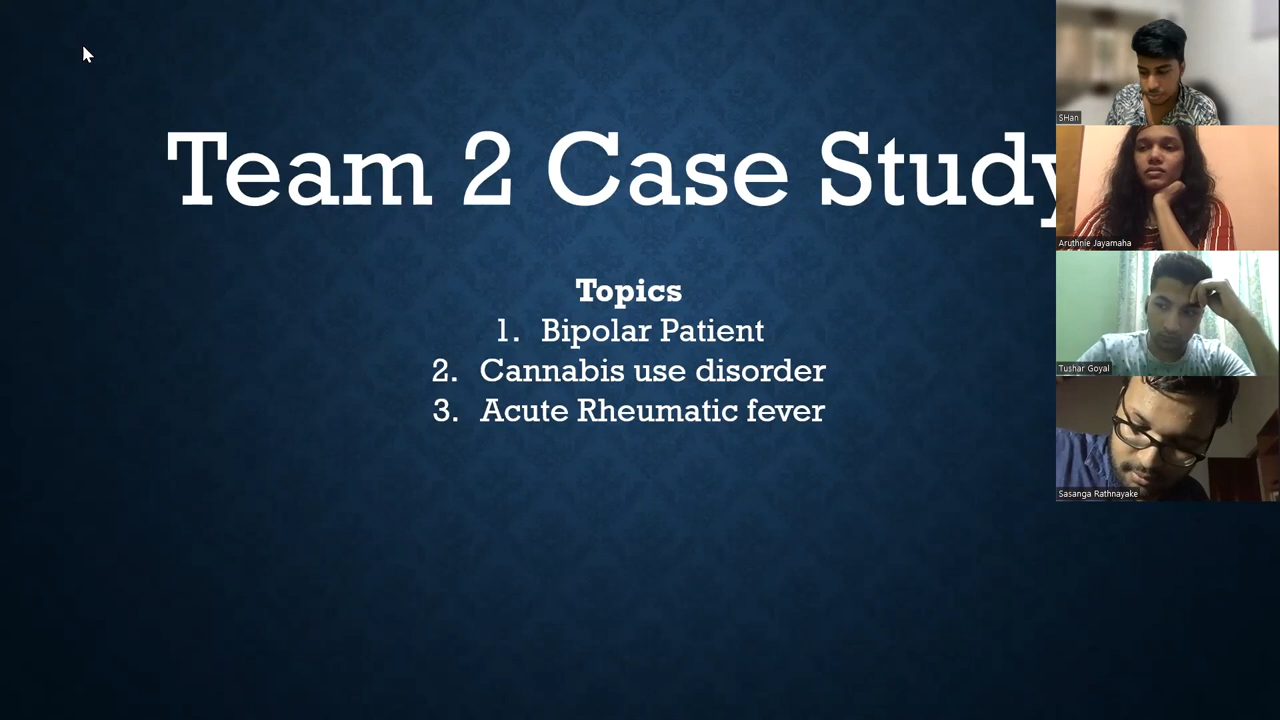 Team 2 Case Study
Topics
1. Bipolar Patient
2. Cannabis use disorder
3. Acute Rheumatic fever
SHan
Aruthnie Jayamaha
Tushar Goyal
Sasanga Rathnayake